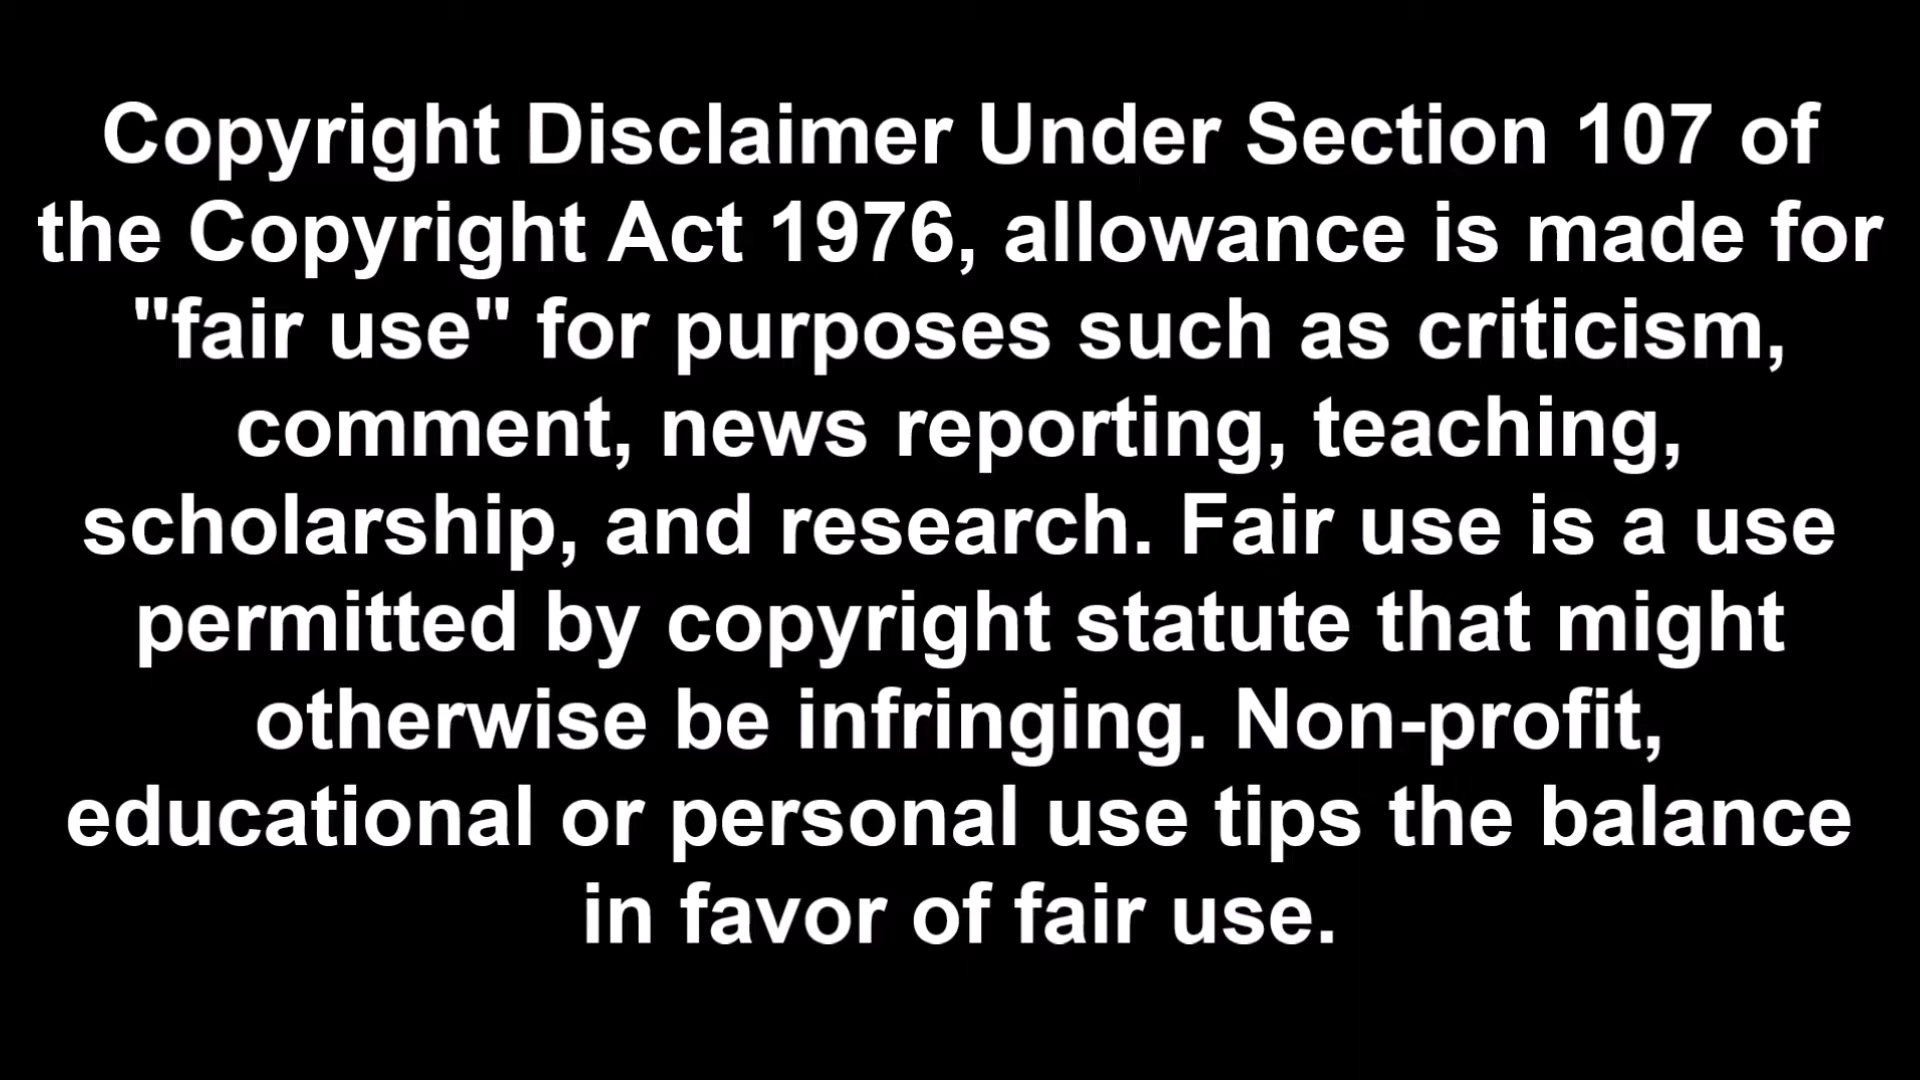 Copyright Disclaimer Under Section 107 of
the Copyright Act 1976, allowance is made for
"fair use" for purposes such as criticism,
comment, news reporting, teaching,
scholarship, and research. Fair use is a use
permitted by copyright statute that might
otherwise be infringing. Non-profit,
educational or personal use tips the balance
in favor of fair use.